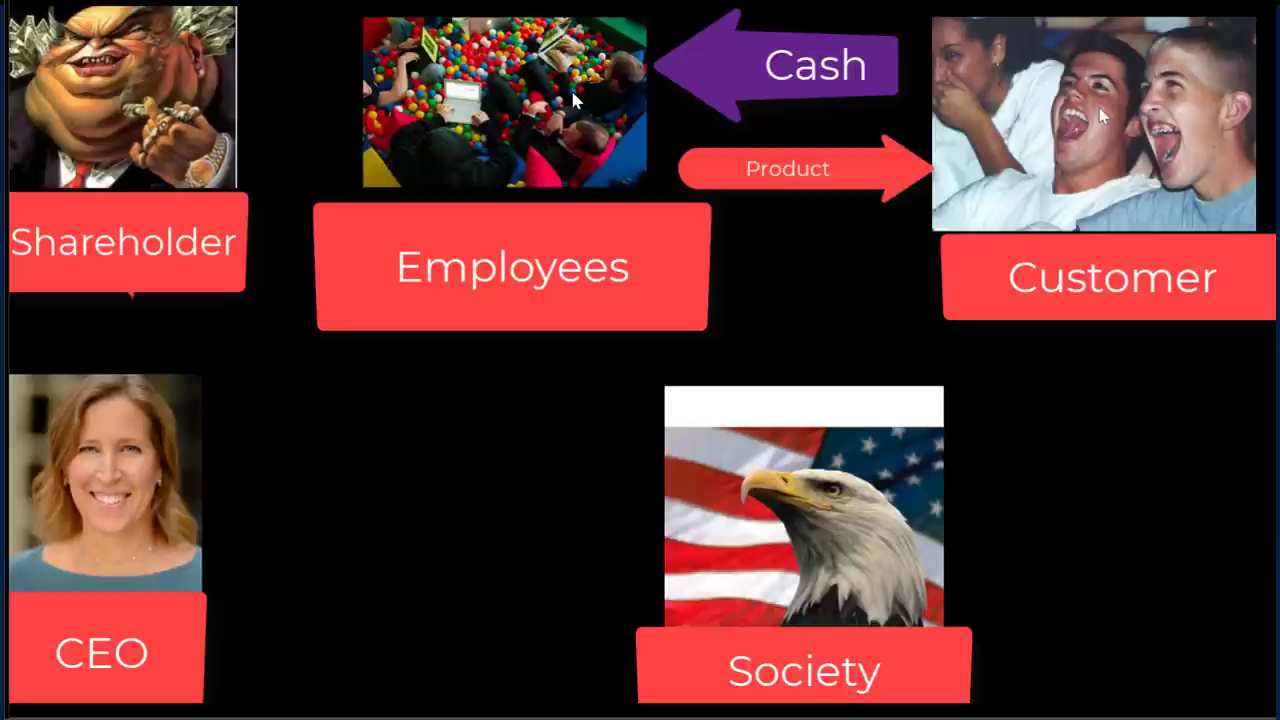 Cash
Product
Shareholder
Employees
Customer
CEO
Society